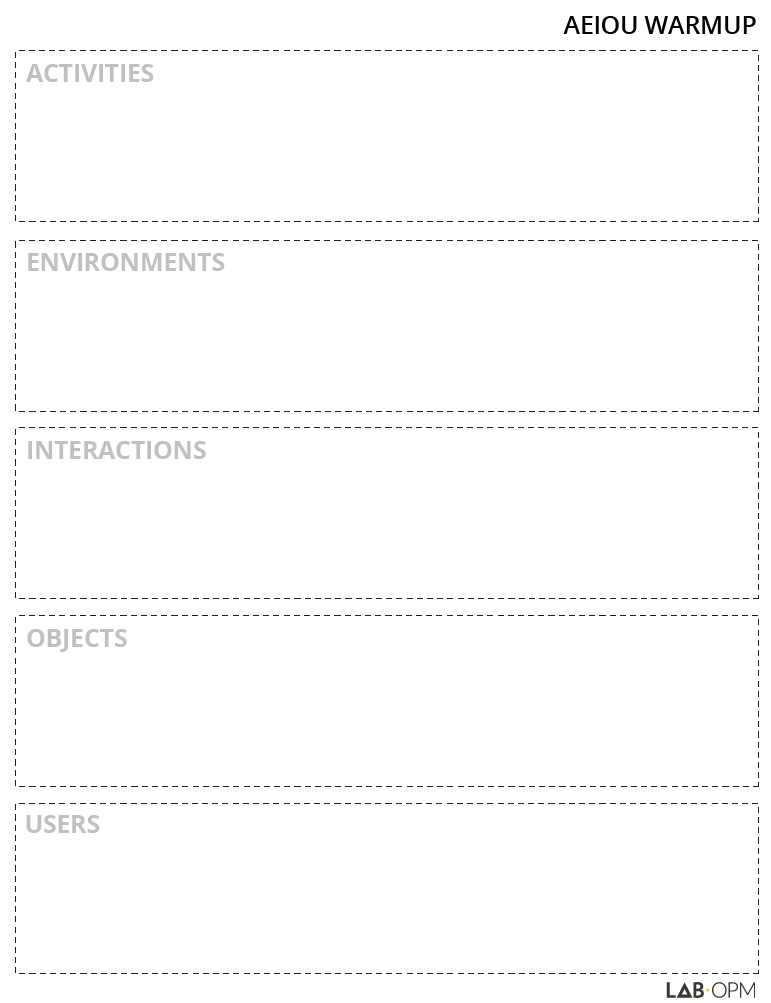 AEIOU WARMUP
ACTIVITIES
ENVIRONMENTS
INTERACTIONS
OBJECTS
USERS
LAB·OPM